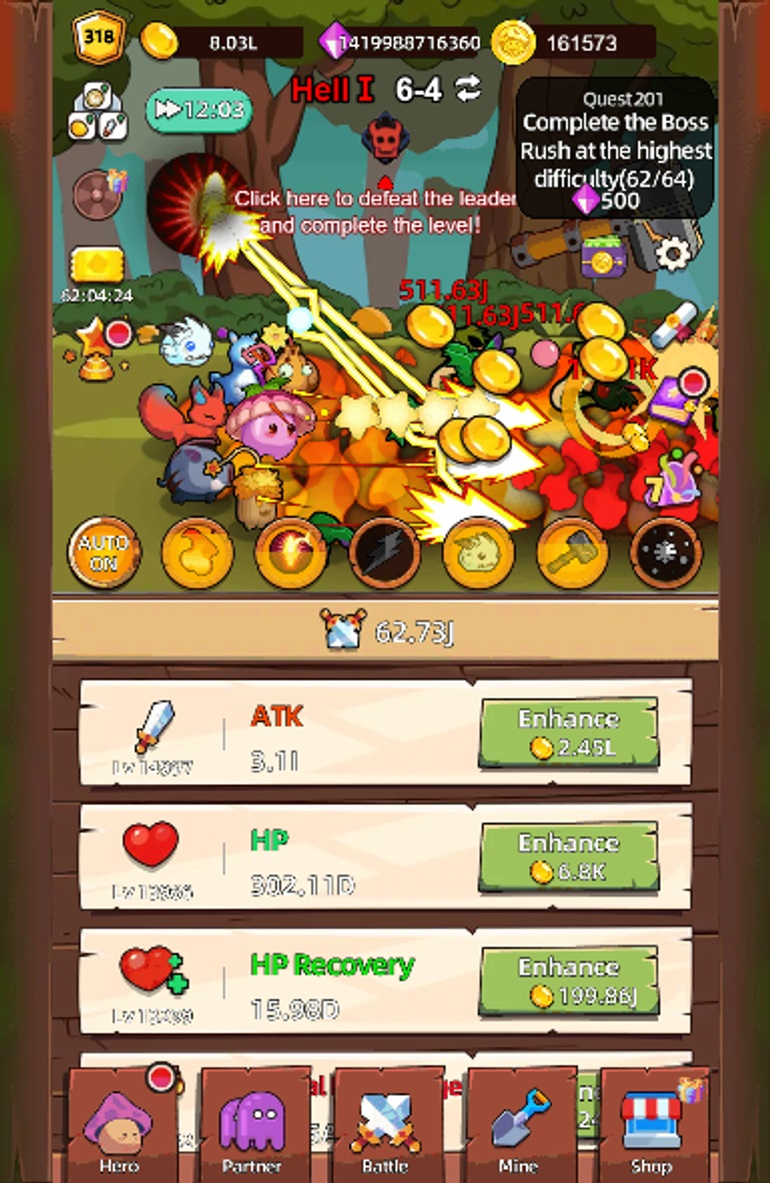 318
8.03L
1419988716360
161573
12:03
Hell I 6-4
Quest201
Complete the Boss
Rush at the highest
difficulty(62/64)
500
Click here to defeat the leader
and complete the level!
62:04:24
511.63J
11.63J
7
AUTO
ON
62.73J
ATK
3.1I
Enhance
2.45L
HP
302.11D
Enhance
6.8K
HP Recovery
15.98D
Enhance
199.86J
Hero
Partner
Battle
Mine
Shop